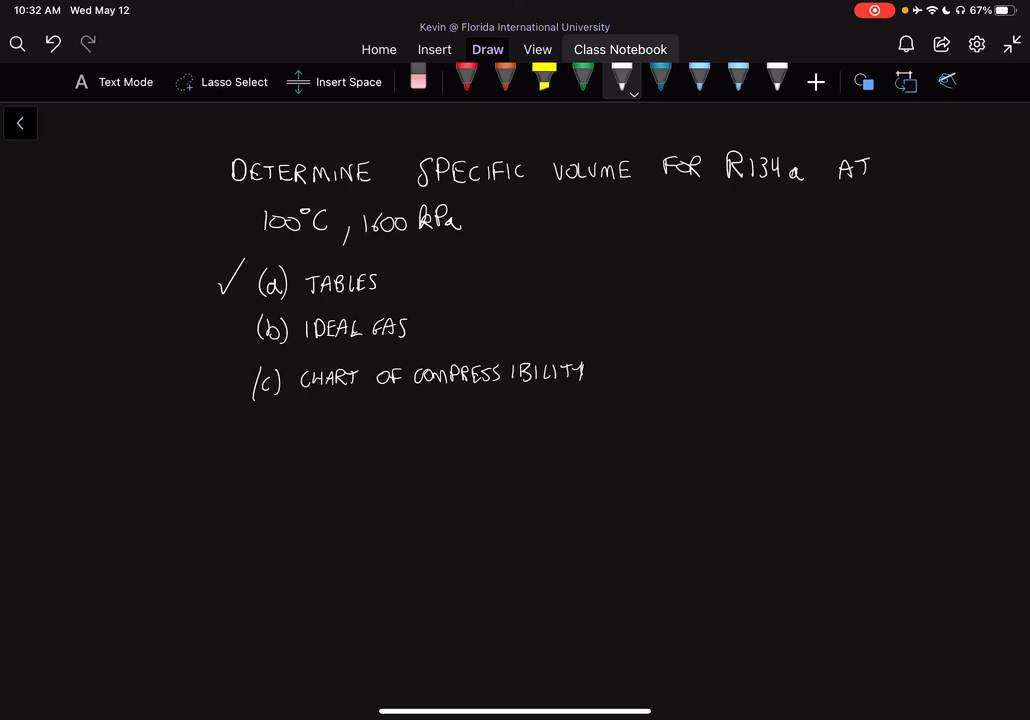 10:32 AM Wed May 12
67%
Kevin @ Florida International University
Home Insert Draw View Class Notebook
Text Mode Lasso Select Insert Space
DETERMINE SPECIFIC VOLUME FOR R134a AT
100°C, 1600 kPa
✓ (a) TABLES
(b) IDEAL GAS
(c) CHART OF COMPRESSIBILITY